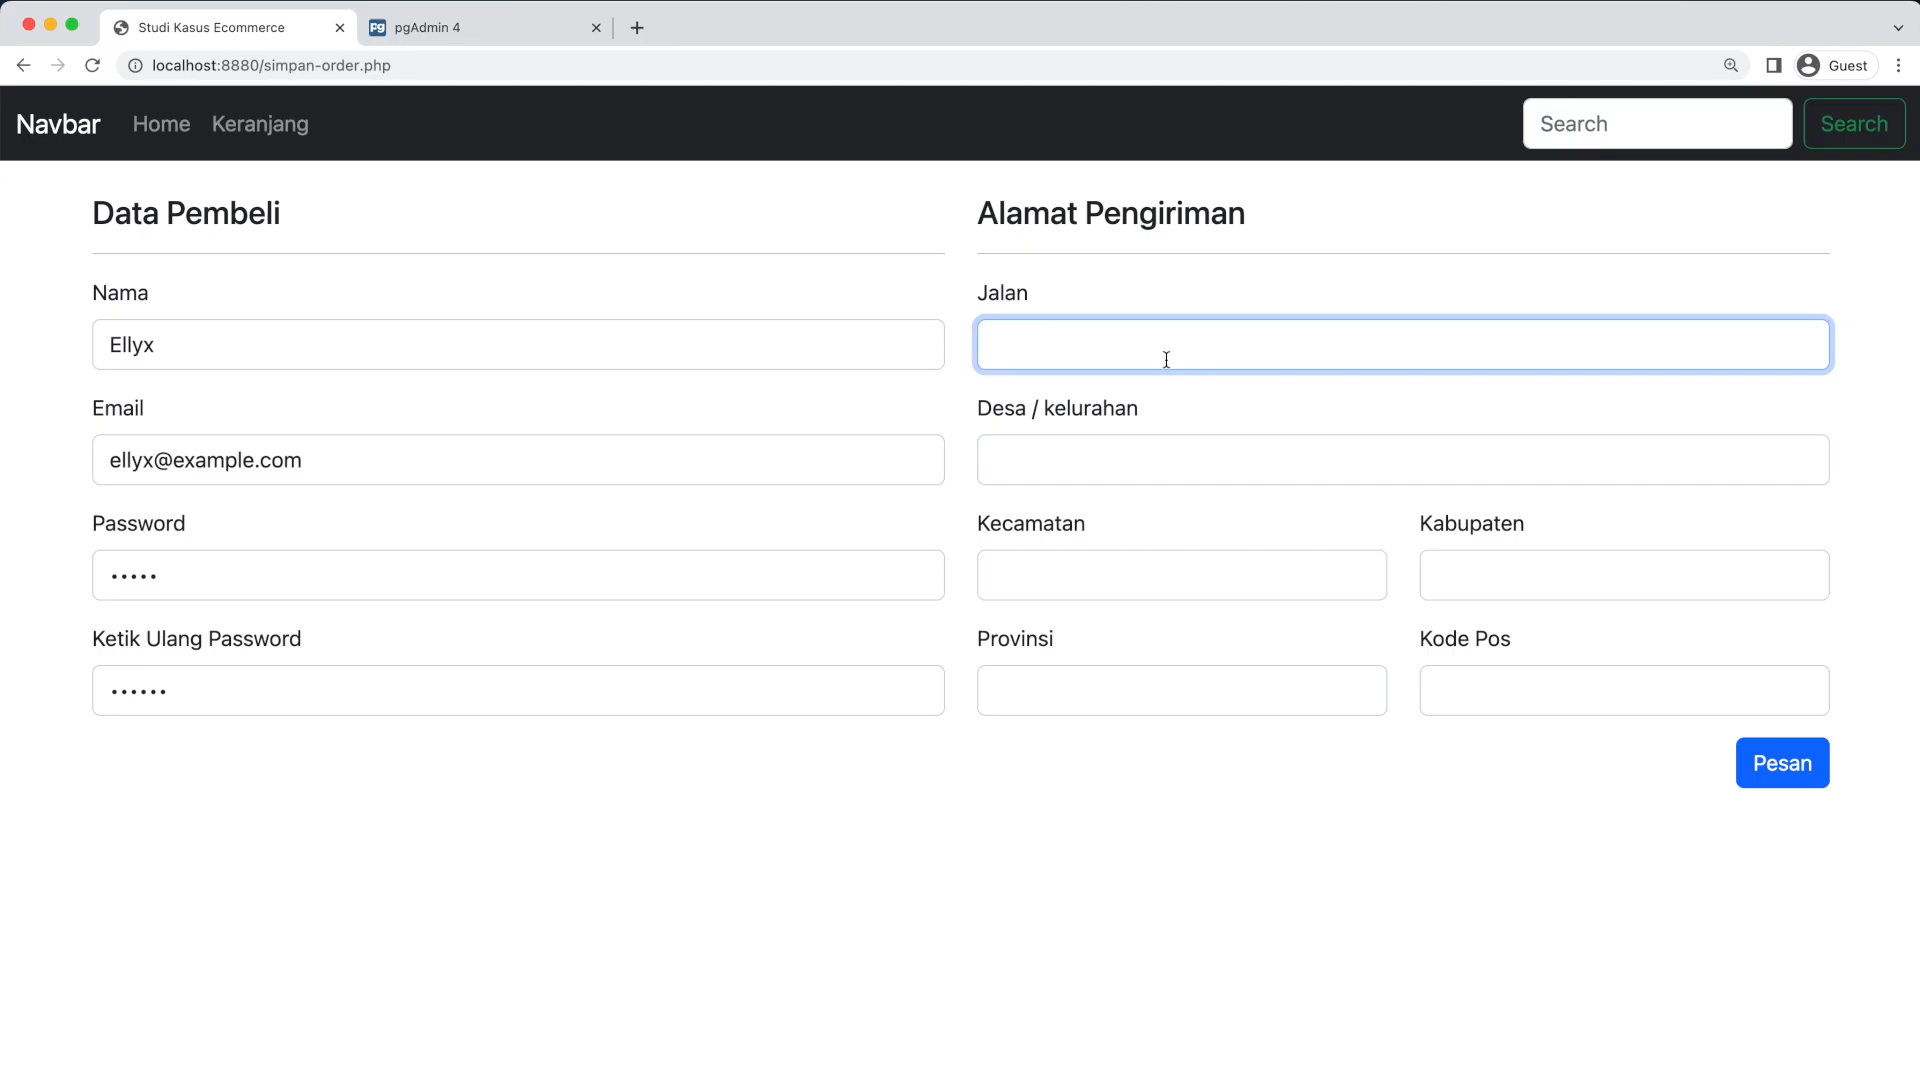 Studi Kasus Ecommerce
pgAdmin 4
localhost:8880/simpan-order.php
Guest
Navbar Home Keranjang Search Search
Data Pembeli
Nama
Ellyx
Email
ellyx@example.com
Password
•••••
Ketik Ulang Password
••••••
Alamat Pengiriman
Jalan
Desa / kelurahan
Kecamatan Kabupaten
Provinsi Kode Pos
Pesan